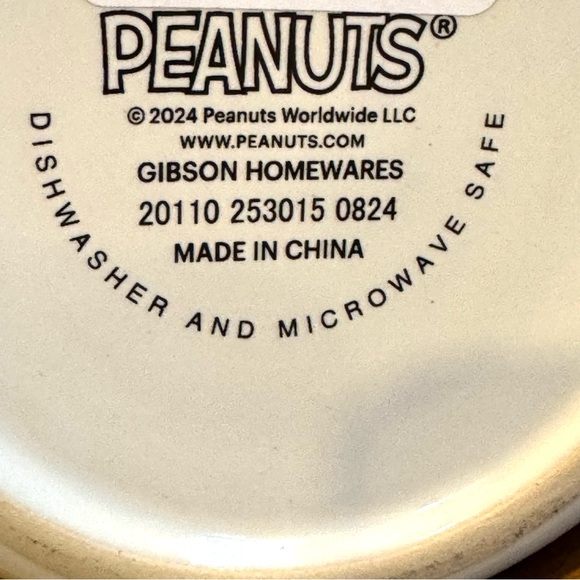 PEANUTS®
© 2024 Peanuts Worldwide LLC
WWW.PEANUTS.COM
GIBSON HOMEWARES
20110 253015 0824
MADE IN CHINA
DISHWASHER AND MICROWAVE SAFE